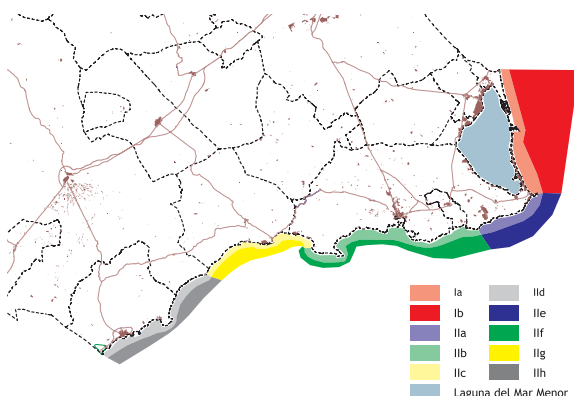 Ia IId
Ib IIe
IIa IIf
IIb IIg
IIc IIh
Laguna del Mar Menor